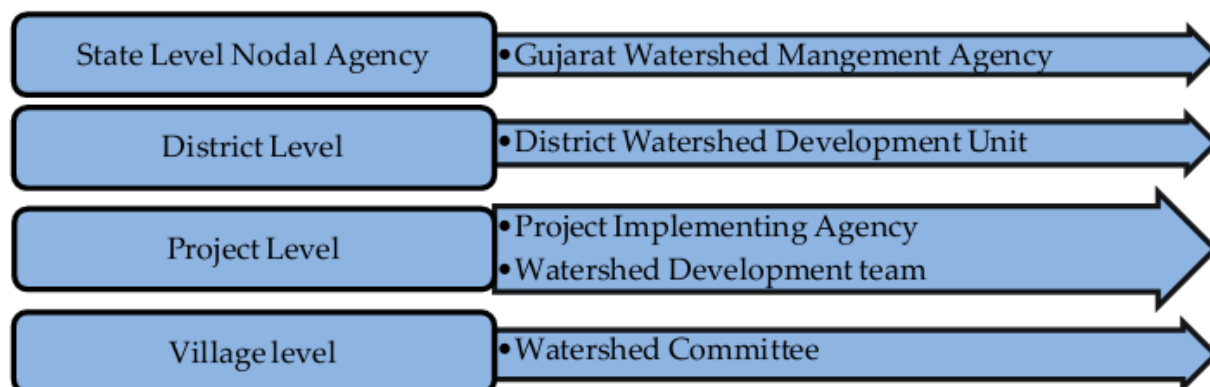 State Level Nodal Agency
•Gujarat Watershed Mangement Agency
District Level
•District Watershed Development Unit
Project Level
•Project Implementing Agency
•Watershed Development team
Village level
•Watershed Committee